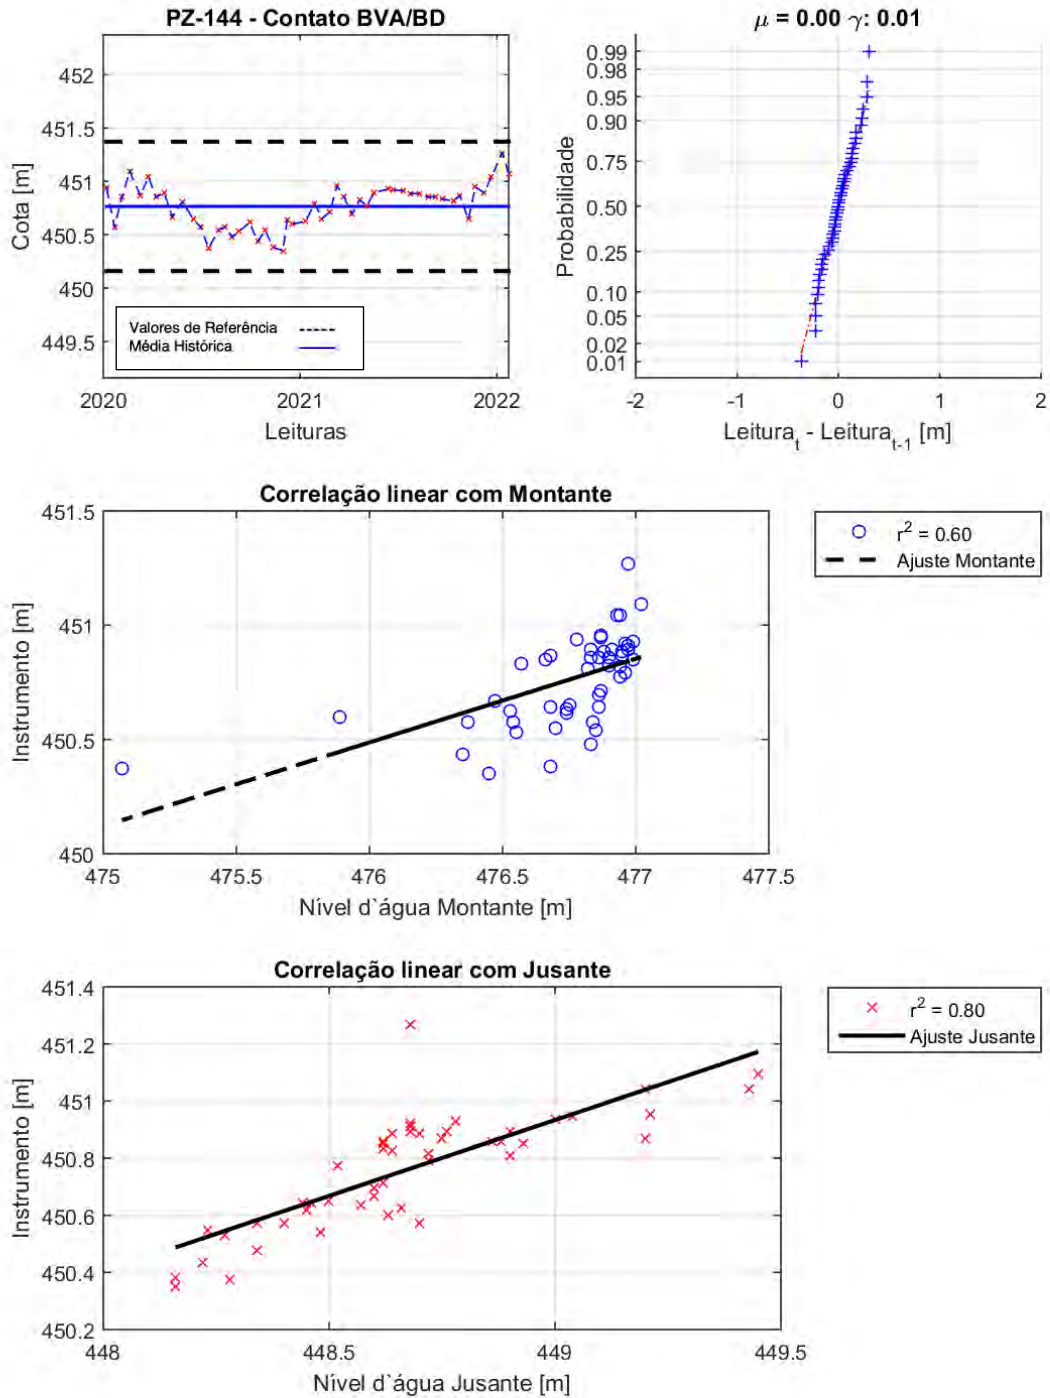 PZ-144 - Contato BVA/BD
Cota [m]
452
451.5
451
450.5
450
449.5
Valores de Referência
Média Histórica
2020
2021
2022
Leituras
μ = 0.00 γ: 0.01
Probabilidade
0.99
0.98
0.95
0.90
0.75
0.50
0.25
0.10
0.05
0.02
0.01
-2
-1
0
1
2
Leitura_t - Leitura_t-1 [m]
Correlação linear com Montante
Instrumento [m]
451.5
451
450.5
450
475
475.5
476
476.5
477
477.5
Nível d`água Montante [m]
r² = 0.60
Ajuste Montante
Correlação linear com Jusante
Instrumento [m]
451.4
451.2
451
450.8
450.6
450.4
450.2
448
448.5
449
449.5
Nível d`água Jusante [m]
r² = 0.80
Ajuste Jusante